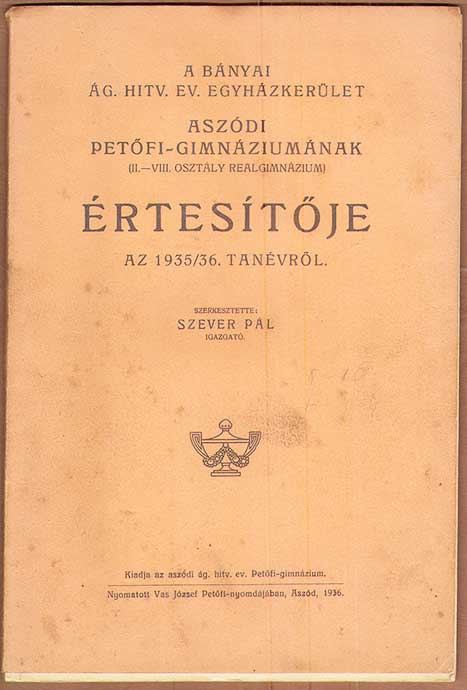 A BÁNYAI
ÁG. HITV. EV. EGYHÁZKERÜLET
ASZÓDI
PETŐFI-GIMNÁZIUMÁNAK
(II.—VIII. OSZTÁLY REALGIMNÁZIUM)
ÉRTESÍTŐJE
AZ 1935/36. TANÉVRŐL.
SZERKESZTETTE:
SZEVER PÁL
IGAZGATÓ.
Kiadja az aszódi ág. hitv. ev. Petőfi-gimnázium.
Nyomatott Vas József Petőfi-nyomdájában, Aszód, 1936.